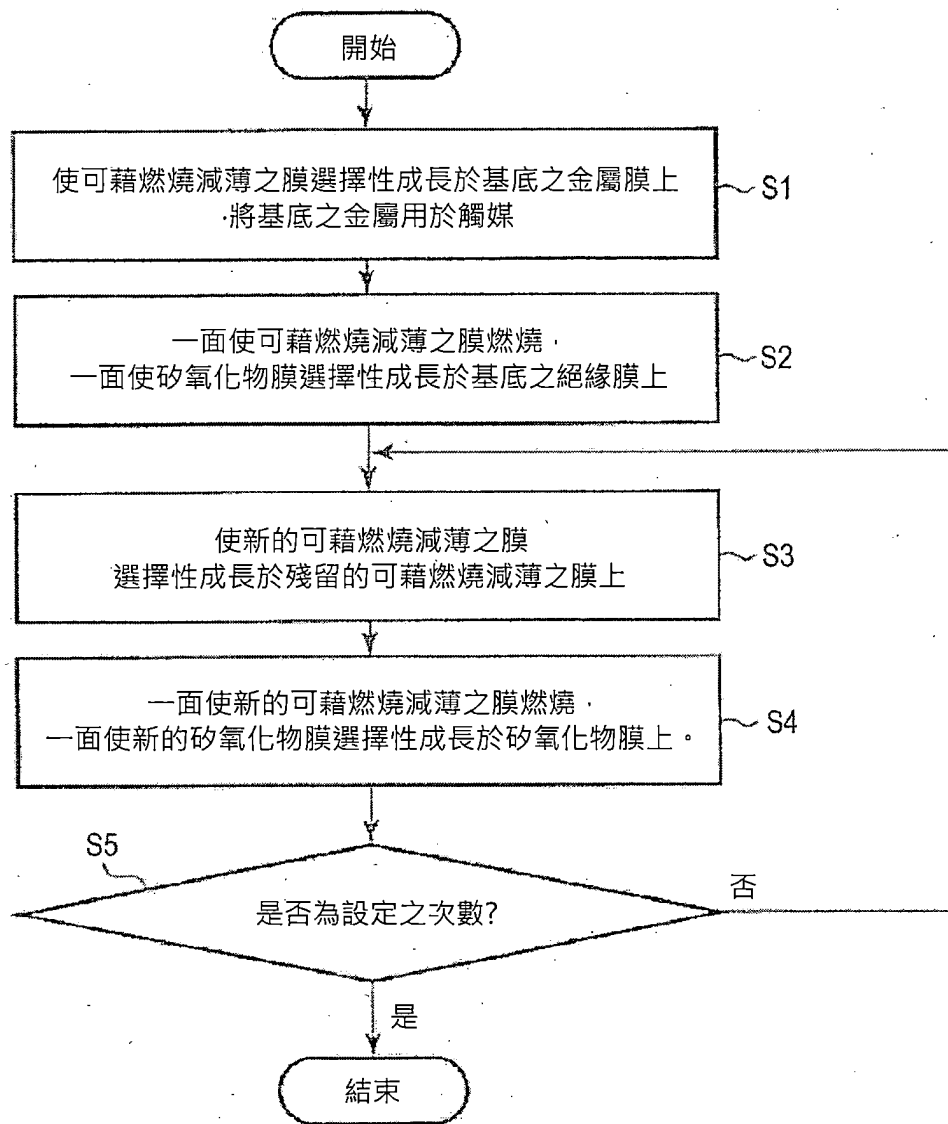 開始
使可藉燃燒減薄之膜選擇性成長於基底之金屬膜上
·將基底之金屬用於觸媒
S1
一面使可藉燃燒減薄之膜燃燒，
一面使矽氧化物膜選擇性成長於基底之絕緣膜上
S2
使新的可藉燃燒減薄之膜
選擇性成長於殘留的可藉燃燒減薄之膜上
S3
一面使新的可藉燃燒減薄之膜燃燒，
一面使新的矽氧化物膜選擇性成長於矽氧化物膜上。
S4
S5
是否為設定之次數?
否
是
結束